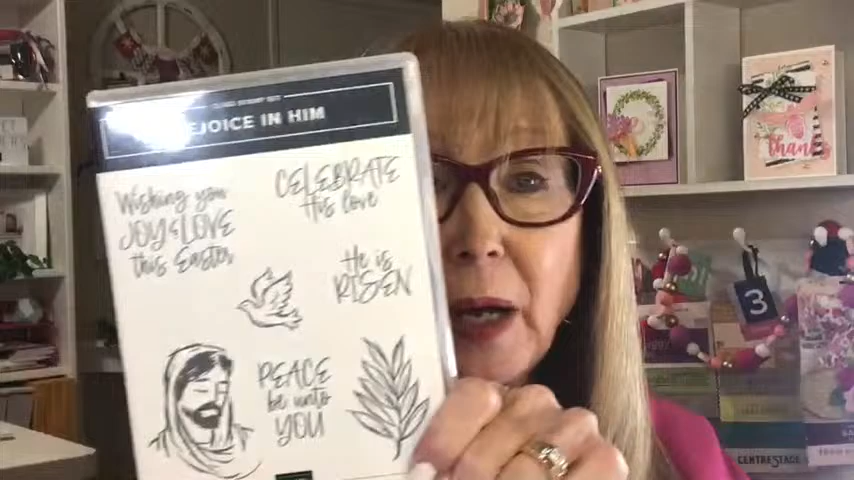 REJOICE IN HIM
Wishing you
JOY & LOVE
this Easter
CELEBRATE
His love
He is
RISEN
PEACE
be unto
YOU
thanks
3
CENTRESTAGE